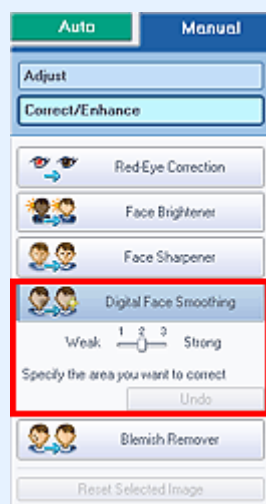 Auto Manual
Adjust
Correct/Enhance
Red-Eye Correction
Face Brightener
Face Sharpener
Digital Face Smoothing
1 2 3
Weak Strong
Specify the area you want to correct
Undo
Blemish Remover
Reset Selected Image